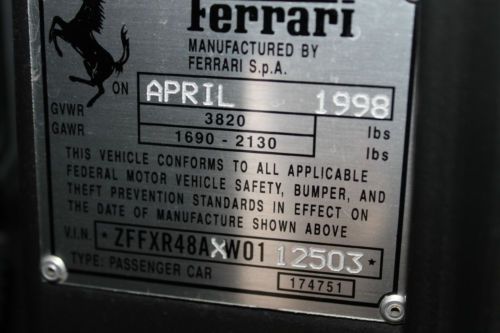 Ferrari
MANUFACTURED BY
FERRARI S.p.A.
ON APRIL 1998
GVWR 3820 lbs
GAWR 1690 - 2130 lbs
THIS VEHICLE CONFORMS TO ALL APPLICABLE
FEDERAL MOTOR VEHICLE SAFETY, BUMPER, AND
THEFT PREVENTION STANDARDS IN EFFECT ON
THE DATE OF MANUFACTURE SHOWN ABOVE
V.I.N. * ZFFXR48AXW0112503 *
TYPE: PASSENGER CAR 174751